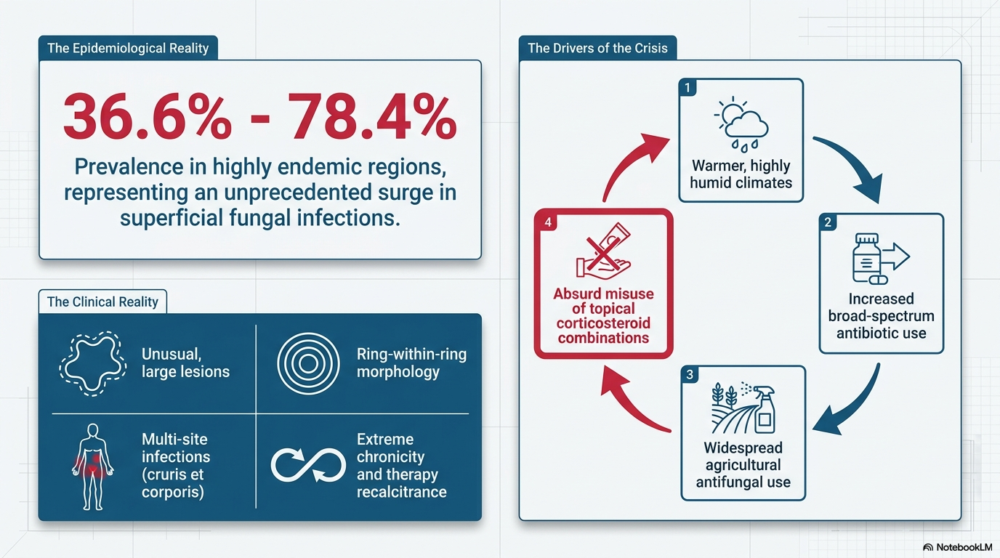 The Epidemiological Reality
36.6% - 78.4%
Prevalence in highly endemic regions,
representing an unprecedented surge in
superficial fungal infections.
The Clinical Reality
Unusual,
large lesions
Ring-within-ring
morphology
Multi-site
infections
(cruris et
corporis)
Extreme
chronicity
and therapy
recalcitrance
The Drivers of the Crisis
1
Warmer, highly
humid climates
2
Increased
broad-spectrum
antibiotic use
3
Widespread
agricultural
antifungal use
4
Absurd misuse
of topical
corticosteroid
combinations
NotebookLM